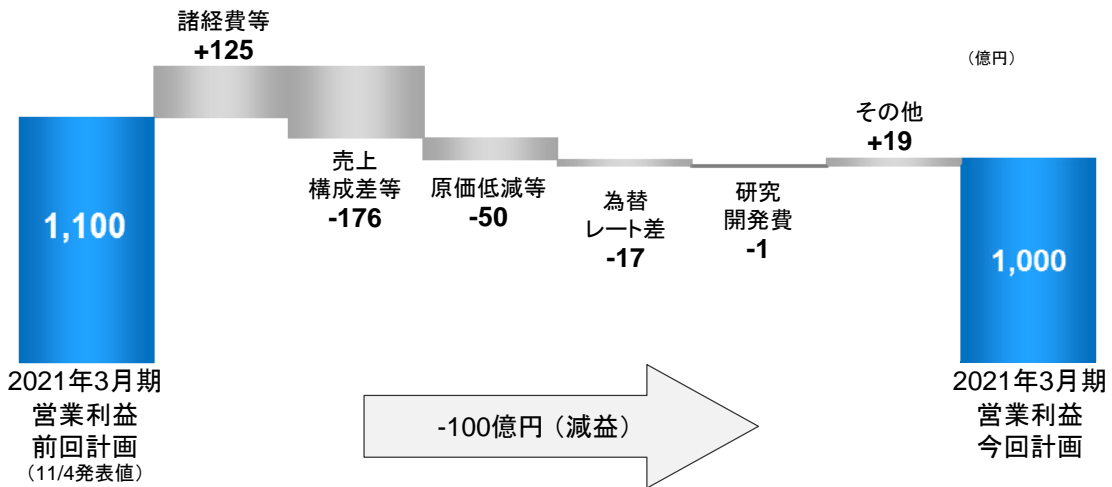 諸経費等
+125
（億円）
売上
構成差等
-176
原価低減等
-50
為替
レート差
-17
研究
開発費
-1
その他
+19
1,100
1,000
2021年3月期
営業利益
前回計画
（11/4発表値）
-100億円（減益）
2021年3月期
営業利益
今回計画